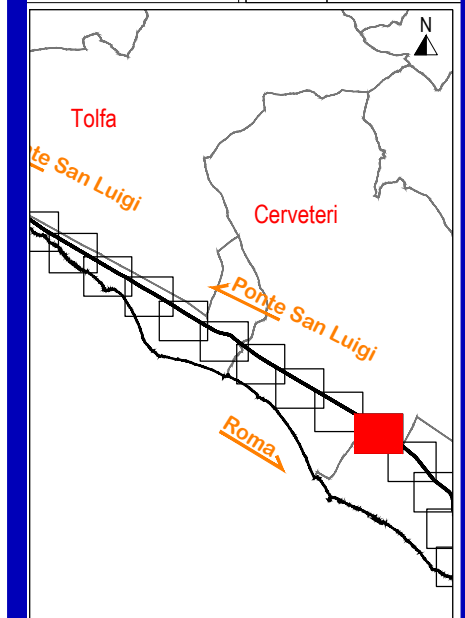 N
Tolfa
nte San Luigi
Cerveteri
Ponte San Luigi
Roma